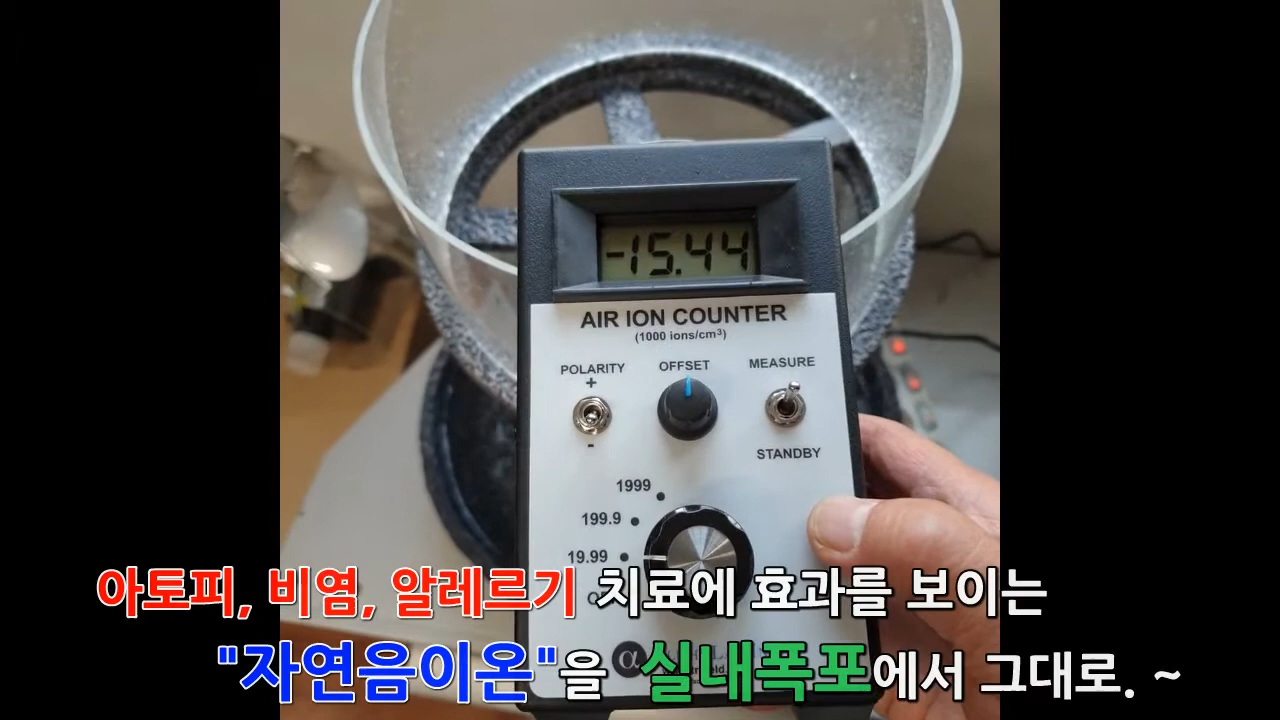 -15.44
AIR ION COUNTER
(1000 ions/cm³)
POLARITY
OFFSET
MEASURE
+
-
STANDBY
1999
199.9
19.99
아토피, 비염, 알레르기 치료에 효과를 보이는
α
"자연음이온"을 실내폭포에서 그대로. ~